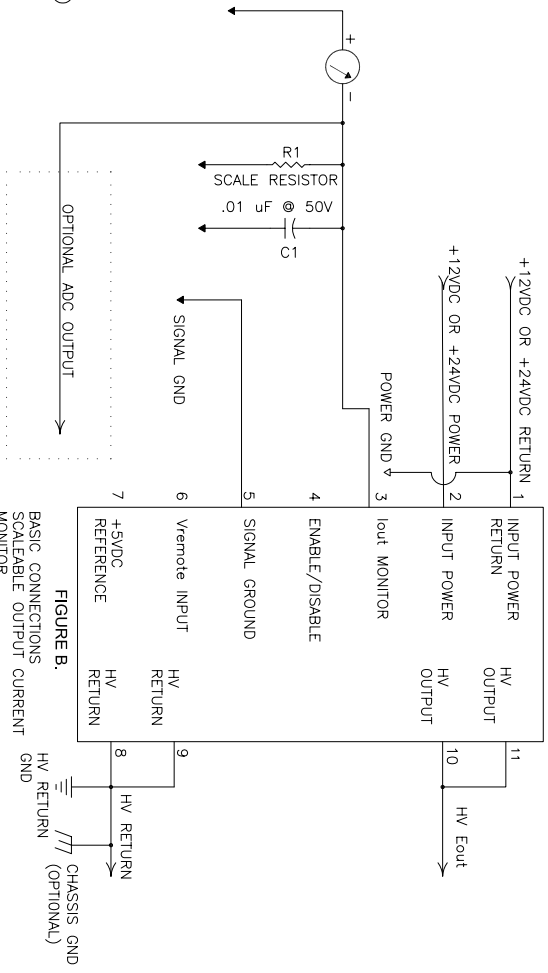 +
-
R1
SCALE RESISTOR
.01 uF @ 50V
C1
OPTIONAL ADC OUTPUT
SIGNAL GND
+12VDC OR +24VDC RETURN
+12VDC OR +24VDC POWER
POWER GND
1
INPUT POWER
RETURN
2
INPUT POWER
3
Iout MONITOR
4
ENABLE/DISABLE
5
SIGNAL GROUND
6
Vremote INPUT
7
+5VDC
REFERENCE
HV
OUTPUT
11
HV
OUTPUT
10
HV
RETURN
9
HV
RETURN
8
HV Eout
HV RETURN
HV RETURN
GND
CHASSIS GND
(OPTIONAL)
FIGURE B.
BASIC CONNECTIONS
SCALEABLE OUTPUT CURRENT
MONITOR